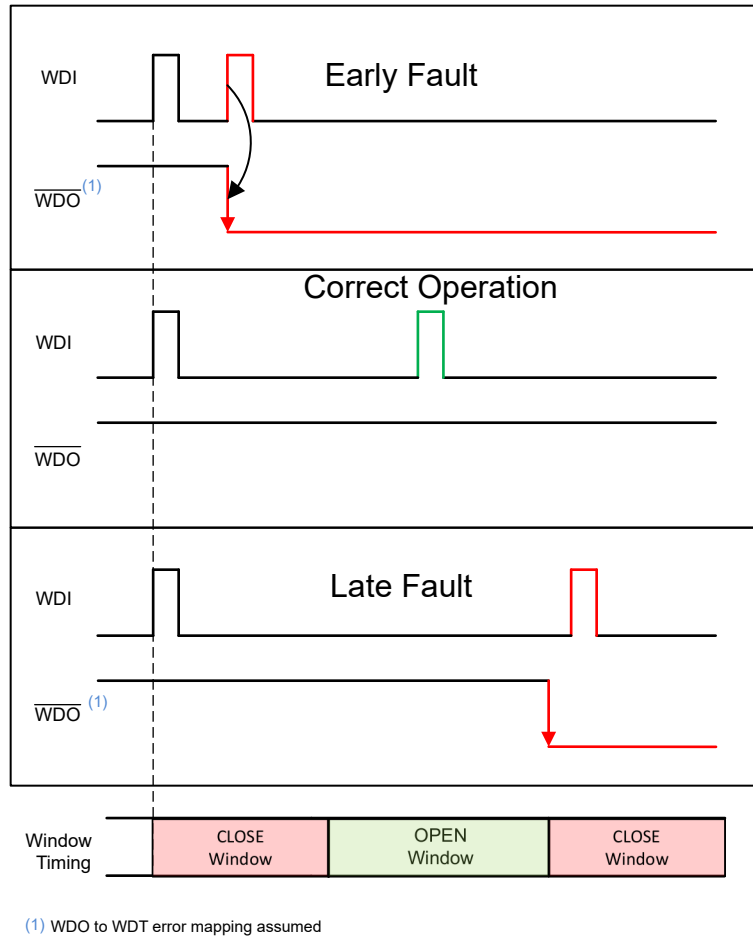 Early Fault
WDI
WDO (1)
Correct Operation
WDI
WDO
Late Fault
WDI
WDO (1)
Window Timing
CLOSE Window
OPEN Window
CLOSE Window
(1) WDO to WDT error mapping assumed